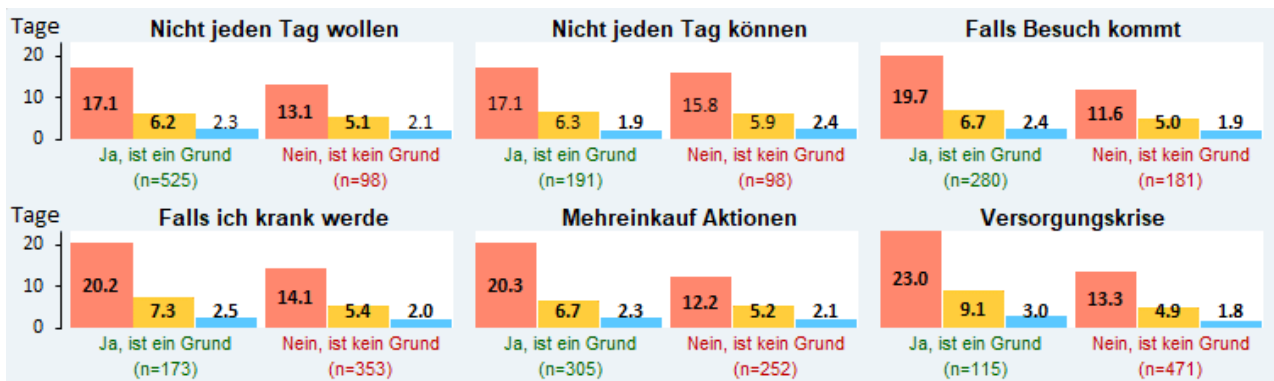 Tage Nicht jeden Tag wollen Nicht jeden Tag können Falls Besuch kommt
20
10
0
17.1 6.2 2.3 13.1 5.1 2.1 17.1 6.3 1.9 15.8 5.9 2.4 19.7 6.7 2.4 11.6 5.0 1.9
Ja, ist ein Grund Nein, ist kein Grund Ja, ist ein Grund Nein, ist kein Grund Ja, ist ein Grund Nein, ist kein Grund
(n=525) (n=98) (n=191) (n=98) (n=280) (n=181)
Tage Falls ich krank werde Mehreinkauf Aktionen Versorgungskrise
20
10
0
20.2 7.3 2.5 14.1 5.4 2.0 20.3 6.7 2.3 12.2 5.2 2.1 23.0 9.1 3.0 13.3 4.9 1.8
Ja, ist ein Grund Nein, ist kein Grund Ja, ist ein Grund Nein, ist kein Grund Ja, ist ein Grund Nein, ist kein Grund
(n=173) (n=353) (n=305) (n=252) (n=115) (n=471)